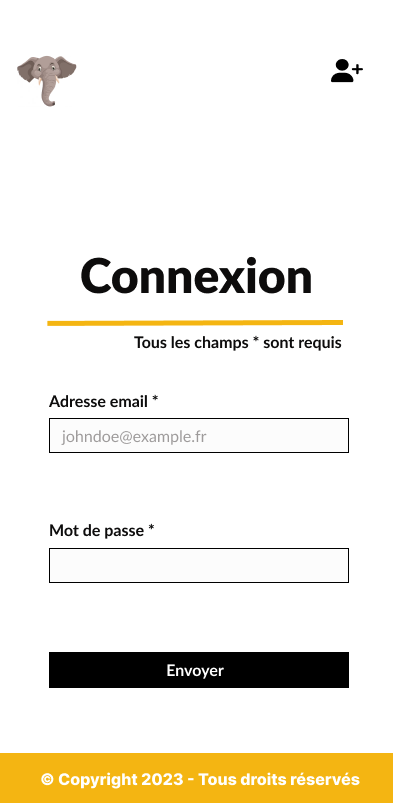 Connexion
Tous les champs * sont requis
Adresse email *
johndoe@example.fr
Mot de passe *
Envoyer
© Copyright 2023 - Tous droits réservés